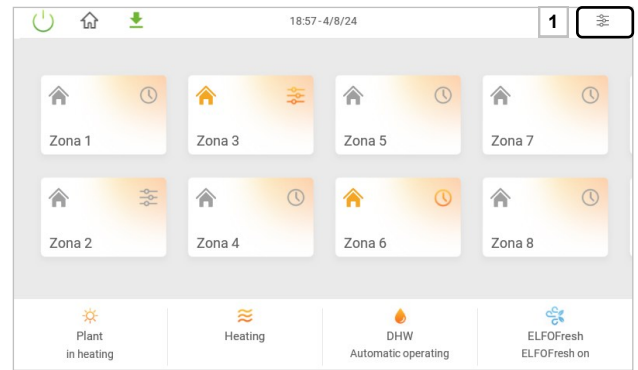 18:57-4/8/24
1
Zona 1
Zona 3
Zona 5
Zona 7
Zona 2
Zona 4
Zona 6
Zona 8
Plant
in heating
Heating
DHW
Automatic operating
ELFOFresh
ELFOFresh on